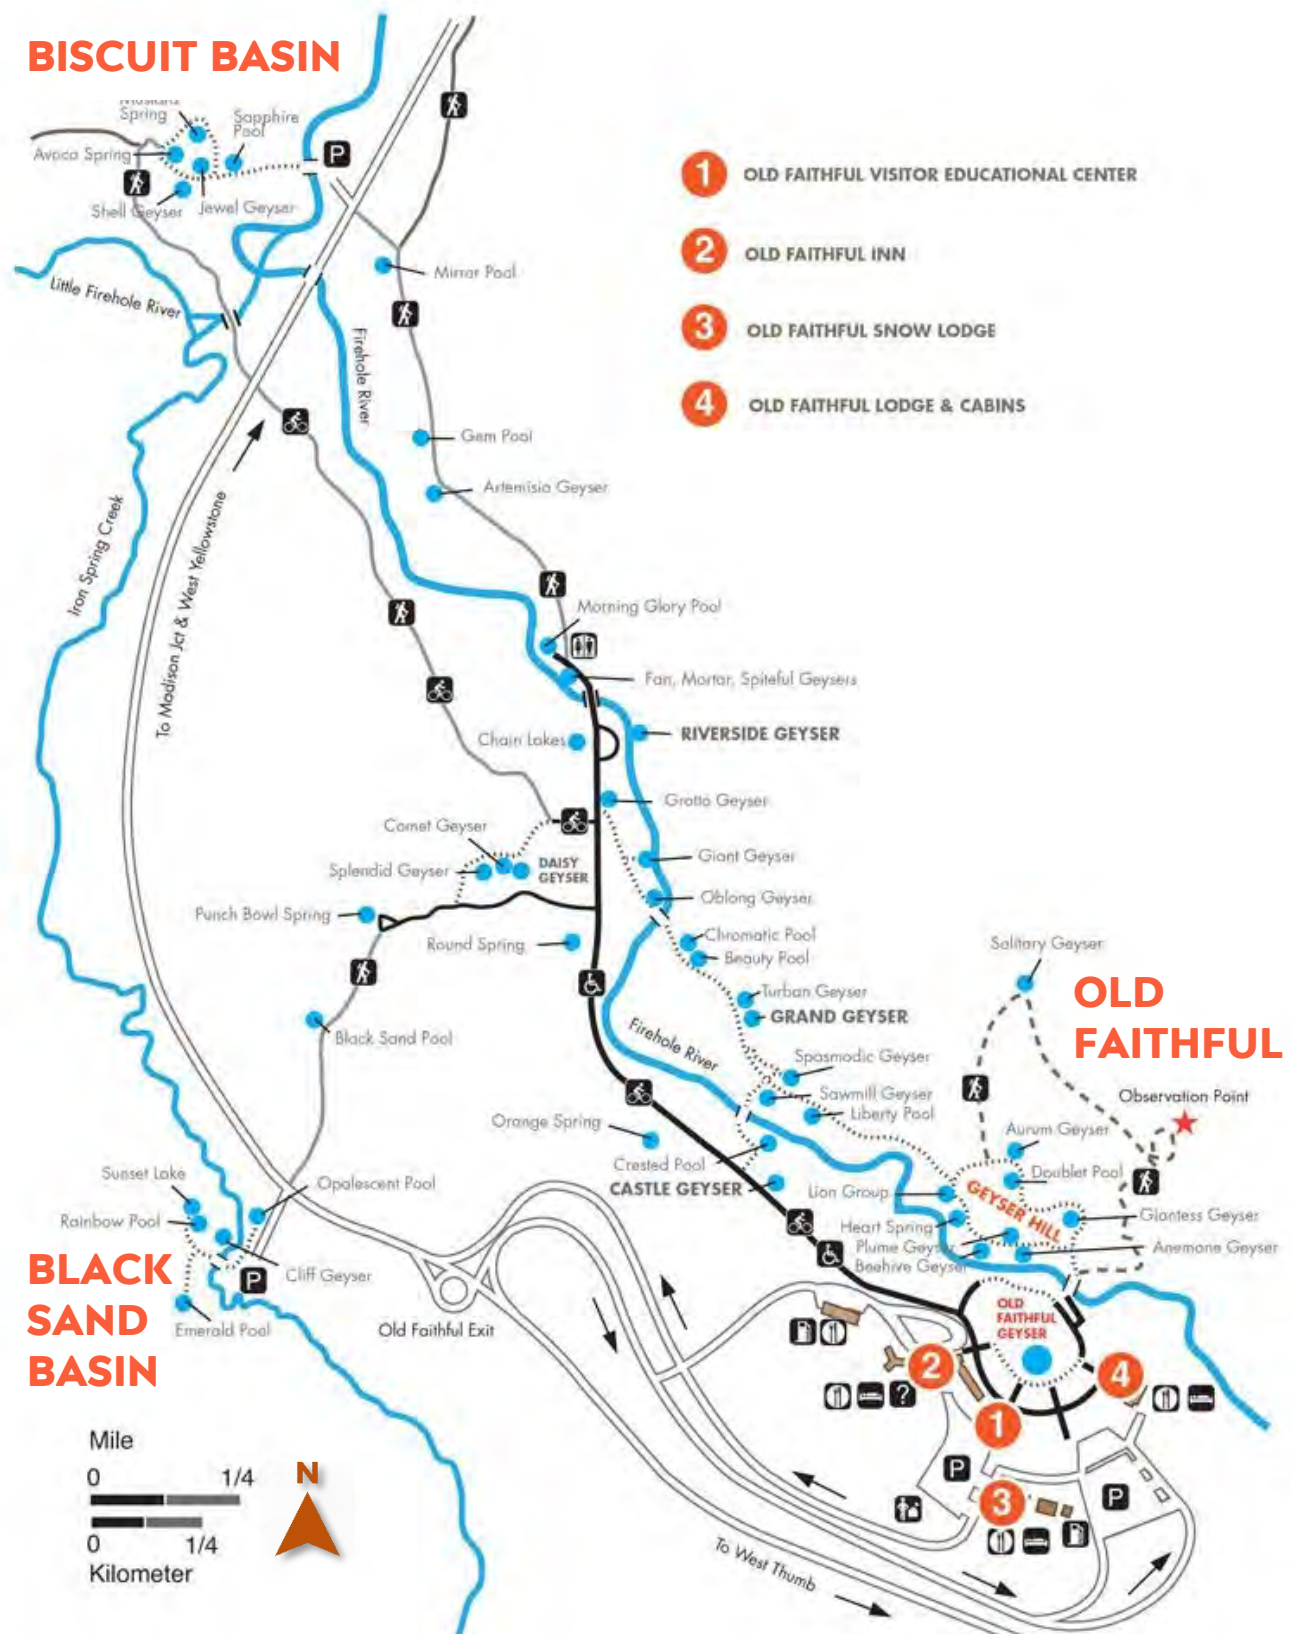 BISCUIT BASIN
Spring
Sapphire
Pool
Avoca Spring
Shell Geyser
Jewel Geyser
P
1 OLD FAITHFUL VISITOR EDUCATIONAL CENTER
2 OLD FAITHFUL INN
3 OLD FAITHFUL SNOW LODGE
4 OLD FAITHFUL LODGE & CABINS
Mirror Pool
Little Firehole River
Firehole River
Gem Pool
Artemisia Geyser
Iron Spring Creek
To Madison Jct & West Yellowstone
Morning Glory Pool
Fan, Mortar, Spiteful Geysers
RIVERSIDE GEYSER
Chain Lakes
Grotto Geyser
Comet Geyser
Splendid Geyser
DAISY
GEYSER
Giant Geyser
Oblong Geyser
Punch Bowl Spring
Round Spring
Chromatic Pool
Beauty Pool
Solitary Geyser
OLD
FAITHFUL
Turban Geyser
GRAND GEYSER
Black Sand Pool
Firehole River
Spasmodic Geyser
Sawmill Geyser
Liberty Pool
Observation Point
Orange Spring
Aurum Geyser
Crested Pool
CASTLE GEYSER
Doublet Pool
Lion Group
GEYSER HILL
Giantess Geyser
Heart Spring
Plume Geyser
Beehive Geyser
Anemone Geyser
Sunset Lake
Opalescent Pool
Rainbow Pool
BLACK
SAND
BASIN
P
Cliff Geyser
Emerald Pool
Old Faithful Exit
OLD
FAITHFUL
GEYSER
2
4
?
1
P
3
P
Mile
0 1/4
0 1/4
Kilometer
N
To West Thumb